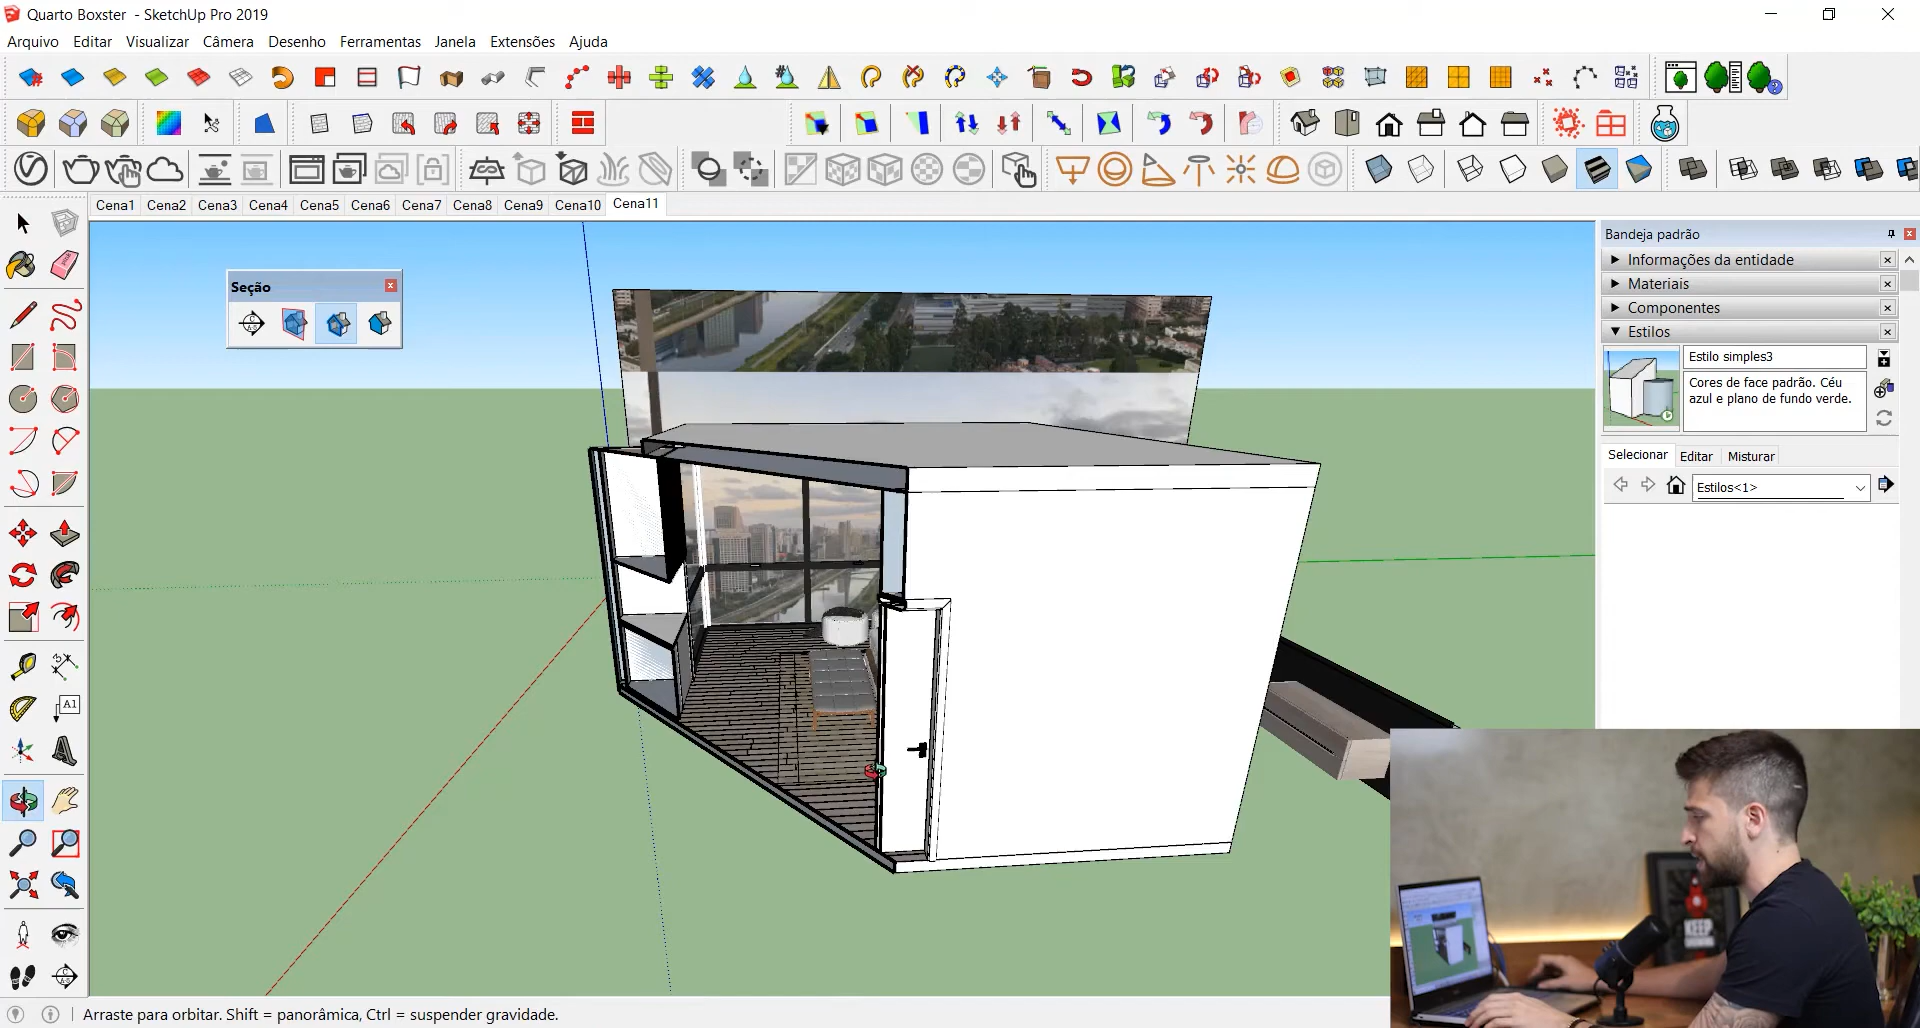 Quarto Boxster - SketchUp Pro 2019
Arquivo Editar Visualizar Câmera Desenho Ferramentas Janela Extensões Ajuda
Cena1 Cena2 Cena3 Cena4 Cena5 Cena6 Cena7 Cena8 Cena9 Cena10 Cena11
Seção
Bandeja padrão
Informações da entidade
Materiais
Componentes
Estilos
Estilo simples3
Cores de face padrão. Céu
azul e plano de fundo verde.
Selecionar Editar Misturar
Estilos<1>
A1
Arraste para orbitar. Shift = panorâmica, Ctrl = suspender gravidade.